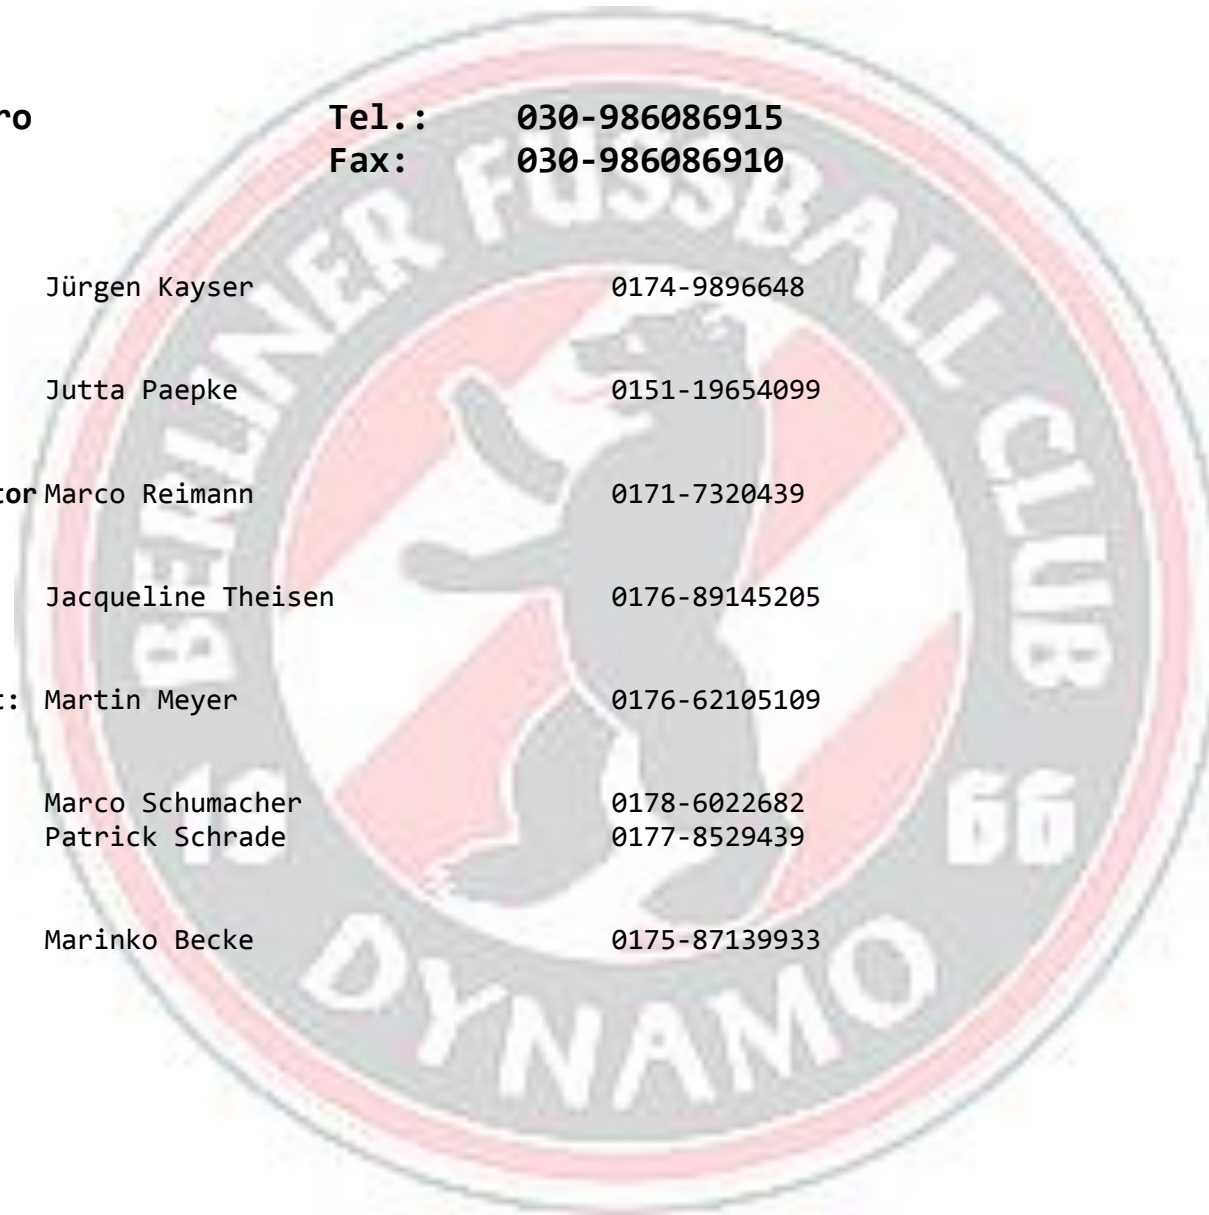 ro Tel.: 030-986086915
Fax: 030-986086910
Jürgen Kayser 0174-9896648
Jutta Paepke 0151-19654099
tor Marco Reimann 0171-7320439
Jacqueline Theisen 0176-89145205
t: Martin Meyer 0176-62105109
Marco Schumacher 0178-6022682
Patrick Schrade 0177-8529439
Marinko Becke 0175-87139933
BERLINER FUSSBALL CLUB
19 66
DYNAMO